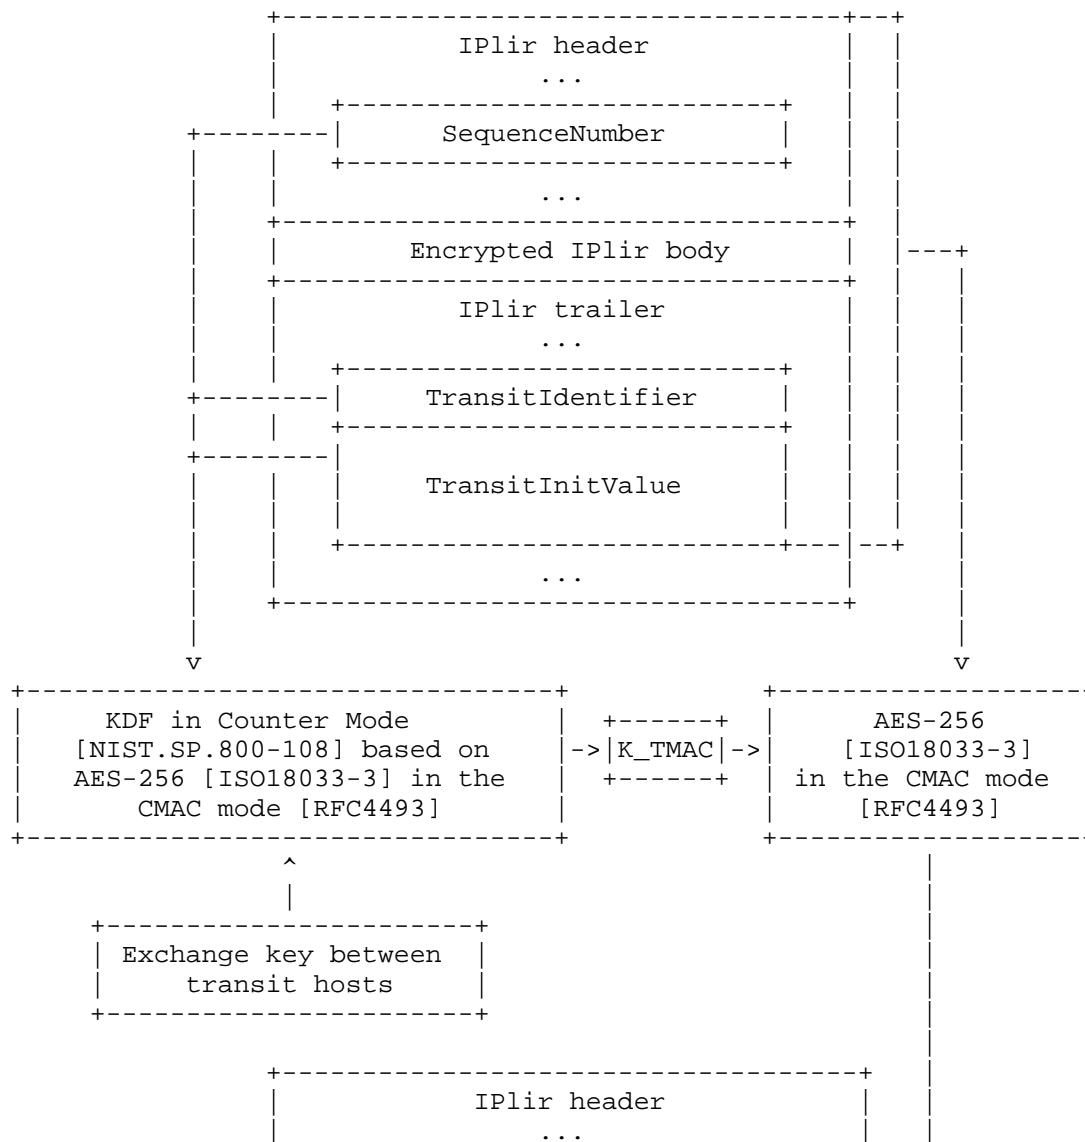 IPlir header
...
SequenceNumber
...
Encrypted IPlir body
IPlir trailer
...
TransitIdentifier
TransitInitValue
...
v v
KDF in Counter Mode
[NIST.SP.800-108] based on
AES-256 [ISO18033-3] in the
CMAC mode [RFC4493]
->|K_TMAC|->
AES-256
[ISO18033-3]
in the CMAC mode
[RFC4493]
^
Exchange key between
transit hosts
IPlir header
...